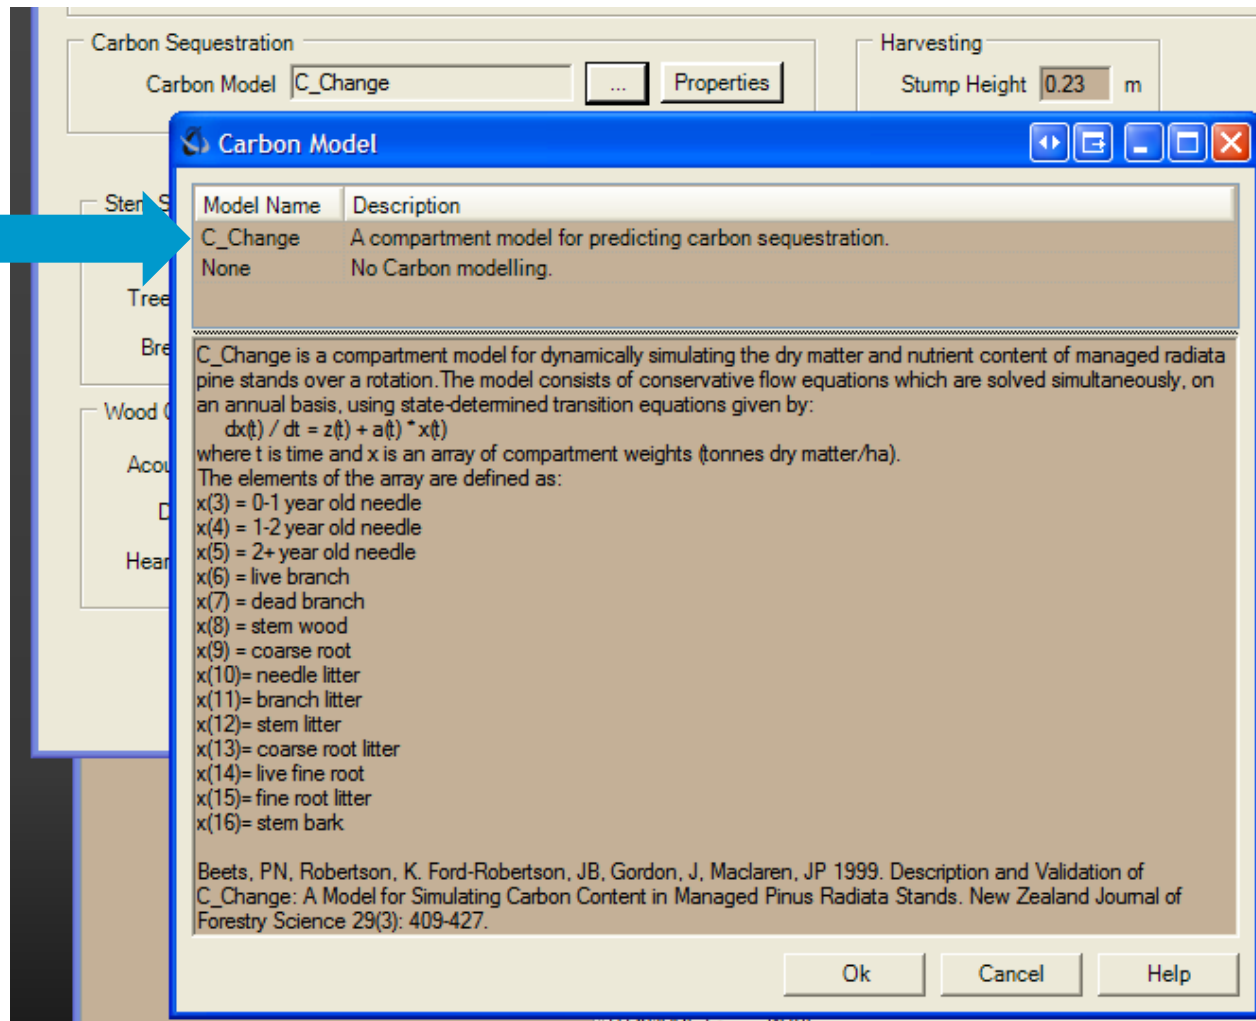 Carbon Sequestration
Harvesting
Carbon Model C_Change ... Properties
Stump Height 0.23 m
Carbon Model
Stem S
Model Name Description
C_Change A compartment model for predicting carbon sequestration.
None No Carbon modelling.
Tree
Bre
Wood
Acou
D
Hear
C_Change is a compartment model for dynamically simulating the dry matter and nutrient content of managed radiata
pine stands over a rotation.The model consists of conservative flow equations which are solved simultaneously, on
an annual basis, using state-determined transition equations given by:
dx(t) / dt = z(t) + a(t) * x(t)
where t is time and x is an array of compartment weights (tonnes dry matter/ha).
The elements of the array are defined as:
x(3) = 0-1 year old needle
x(4) = 1-2 year old needle
x(5) = 2+ year old needle
x(6) = live branch
x(7) = dead branch
x(8) = stem wood
x(9) = coarse root
x(10)= needle litter
x(11)= branch litter
x(12)= stem litter
x(13)= coarse root litter
x(14)= live fine root
x(15)= fine root litter
x(16)= stem bark
Beets, PN, Robertson, K. Ford-Robertson, JB, Gordon, J, Maclaren, JP 1999. Description and Validation of
C_Change: A Model for Simulating Carbon Content in Managed Pinus Radiata Stands. New Zealand Journal of
Forestry Science 29(3): 409-427.
Ok Cancel Help